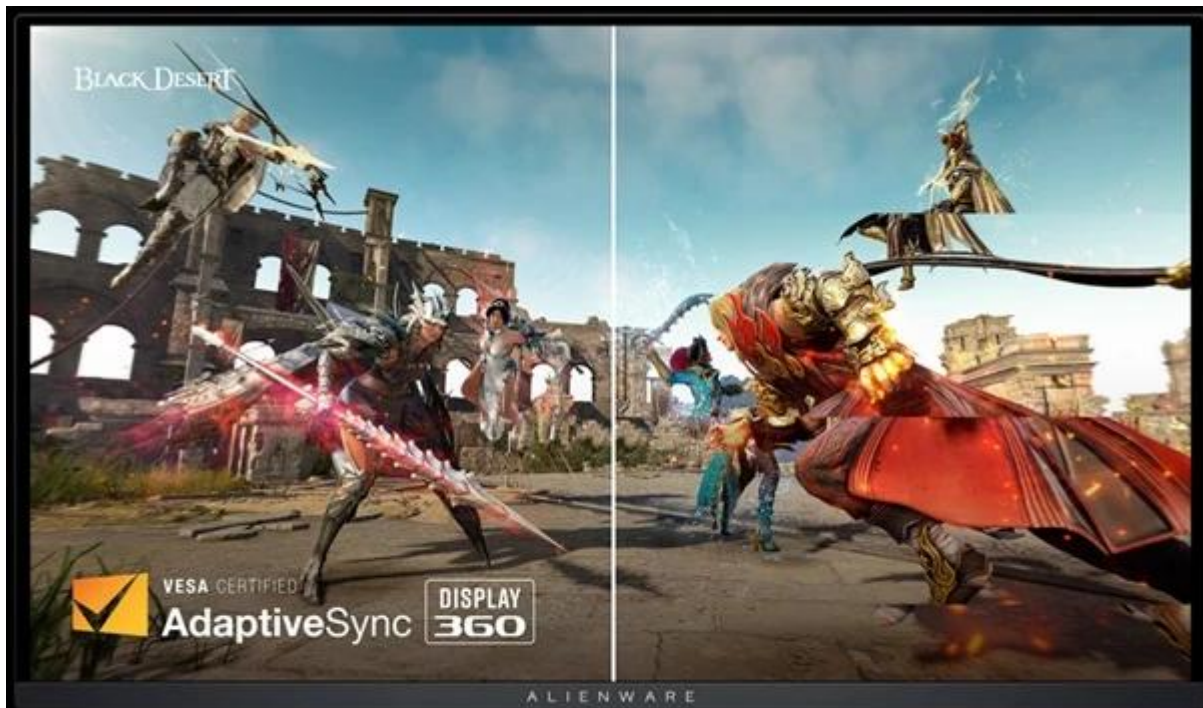 BLACK DESERT
VESA CERTIFIED
AdaptiveSync
DISPLAY
360
ALIENWARE